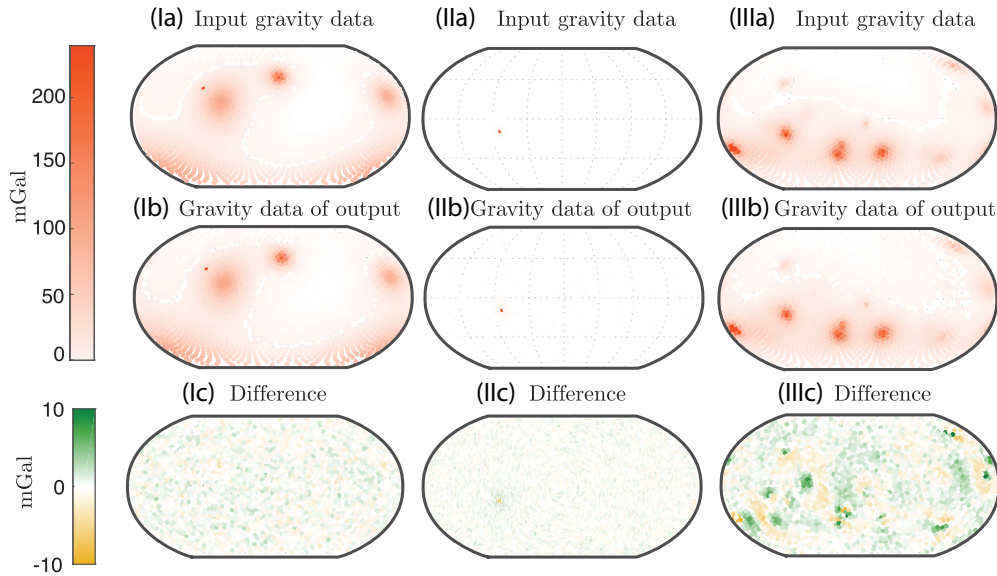 (Ia) Input gravity data
(IIa) Input gravity data
(IIIa) Input gravity data
200
150
100
50
0
mGal
(Ib) Gravity data of output
(IIb) Gravity data of output
(IIIb) Gravity data of output
(Ic) Difference
(IIc) Difference
(IIIc) Difference
10
0
-10
mGal